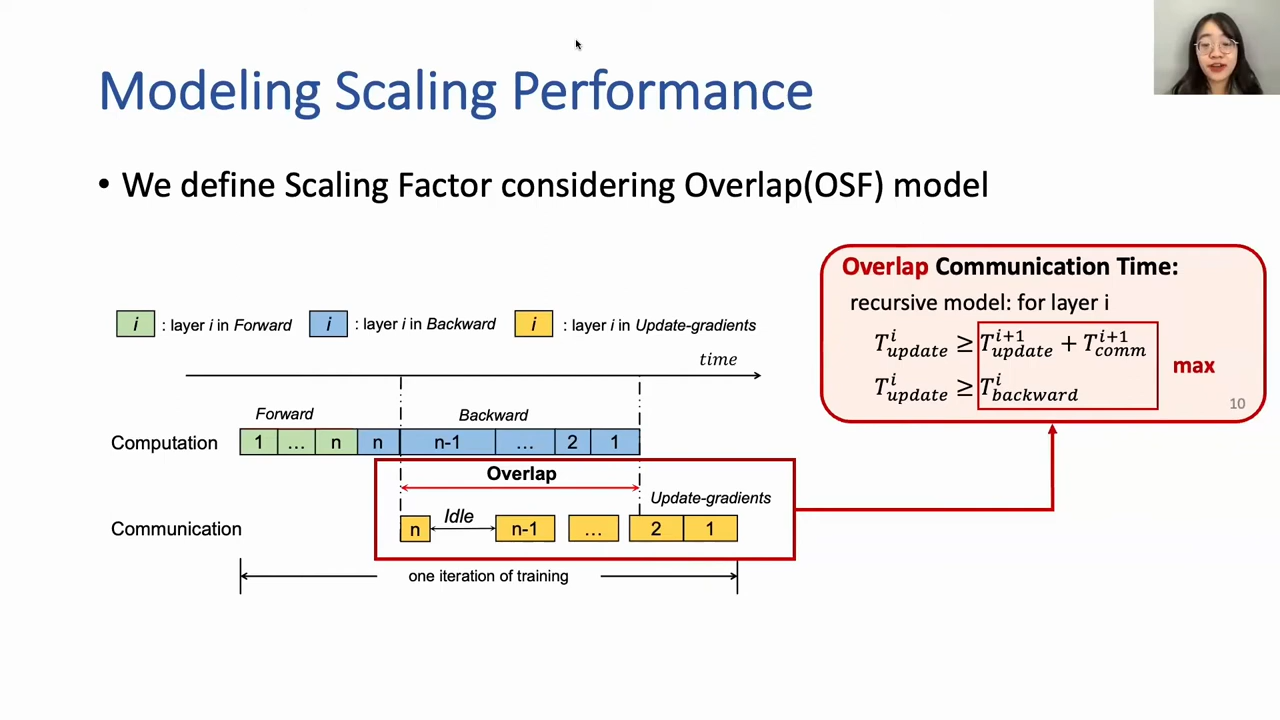 Modeling Scaling Performance
• We define Scaling Factor considering Overlap(OSF) model
Overlap Communication Time:
recursive model: for layer i
T^i_update ≥ T^{i+1}_update + T^{i+1}_comm
T^i_update ≥ T^i_backward
max
10
i : layer i in Forward
i : layer i in Backward
i : layer i in Update-gradients
time
Forward
Backward
Computation
1 ... n n n-1 ... 2 1
Overlap
Update-gradients
Idle
Communication
n n-1 ... 2 1
one iteration of training